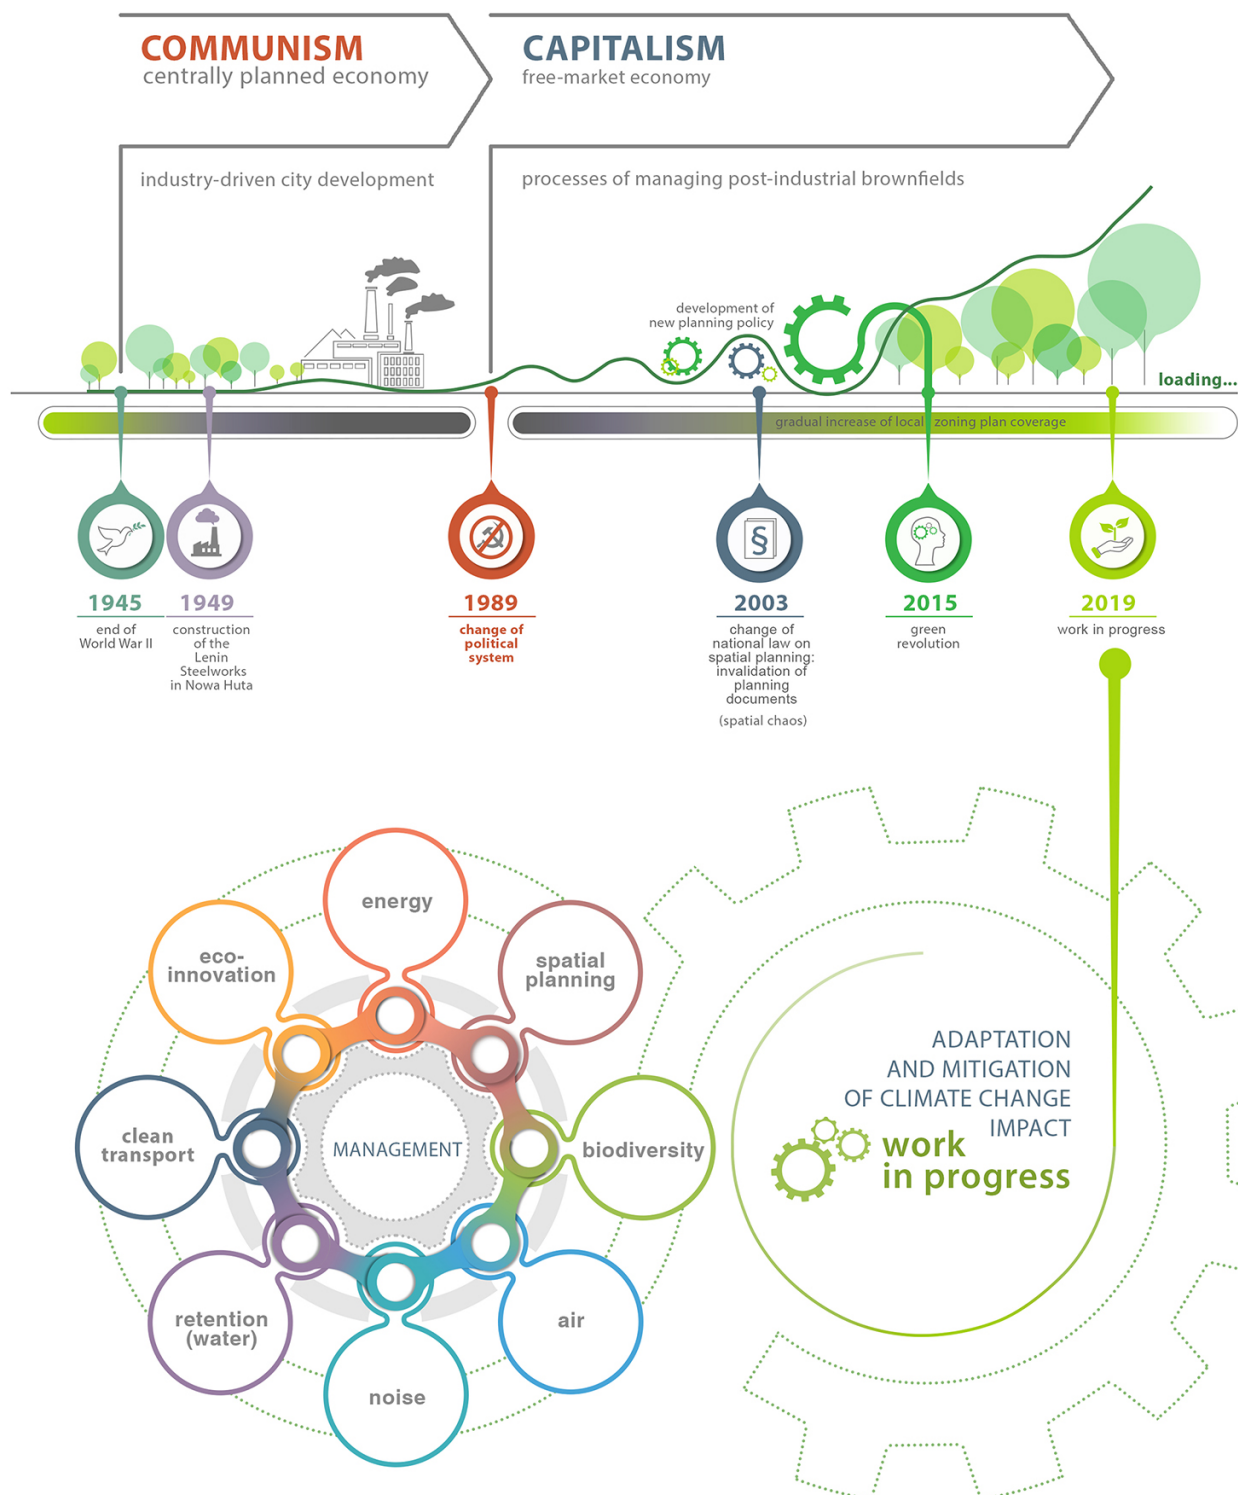 COMMUNISM
centrally planned economy
CAPITALISM
free-market economy
industry-driven city development
processes of managing post-industrial brownfields
development of
new planning policy
loading...
gradual increase of local zoning plan coverage
1945
end of
World War II
1949
construction
of the
Lenin
Steelworks
in Nowa Huta
1989
change of
political
system
2003
change of
national law on
spatial planning:
invalidation of
planning
documents
(spatial chaos)
§
2015
green
revolution
2019
work in progress
energy
eco-
innovation
spatial
planning
clean
transport
MANAGEMENT
biodiversity
retention
(water)
air
noise
ADAPTATION
AND MITIGATION
OF CLIMATE CHANGE
IMPACT
work
in progress